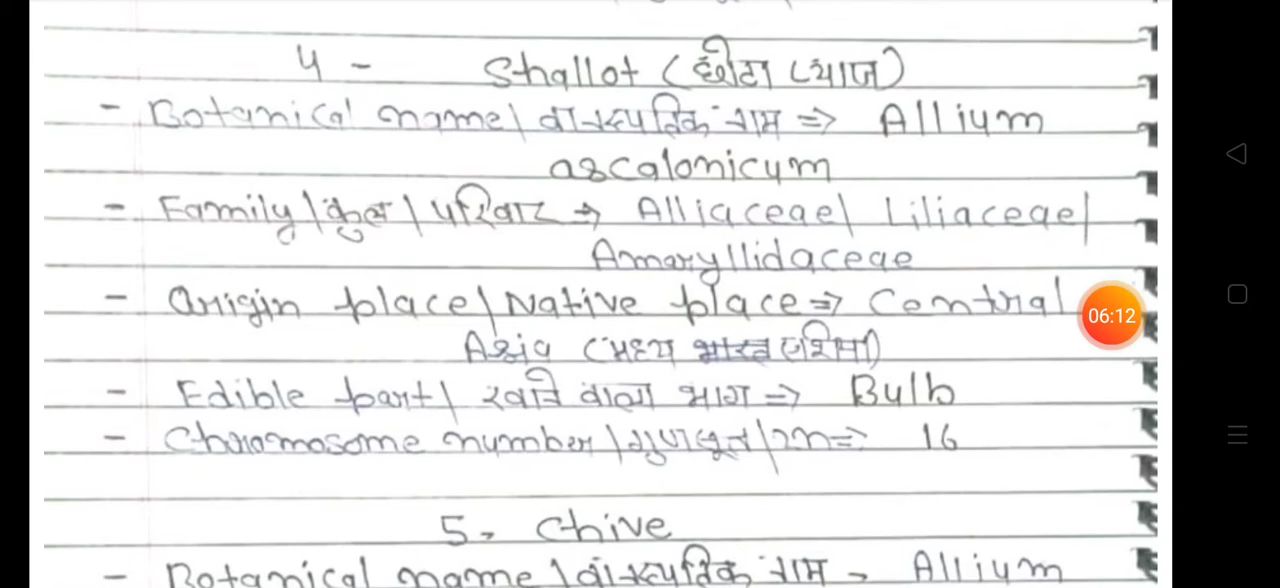 4 - Shallot (छोटा प्याज)
- Botanical name/वानस्पतिक नाम => Allium
ascalonicum
- Family/कुल/परिवार => Alliaceae/ Liliaceae/
Amaryllidaceae
- Origin place/Native place => Central
Asia (मध्य एशिया)
- Edible part/ खाने वाला भाग => Bulb
- Chromosome number/गुणसूत्र/2n => 16
5- Chive
- Botanical name/वानस्पतिक नाम - Allium
06:12